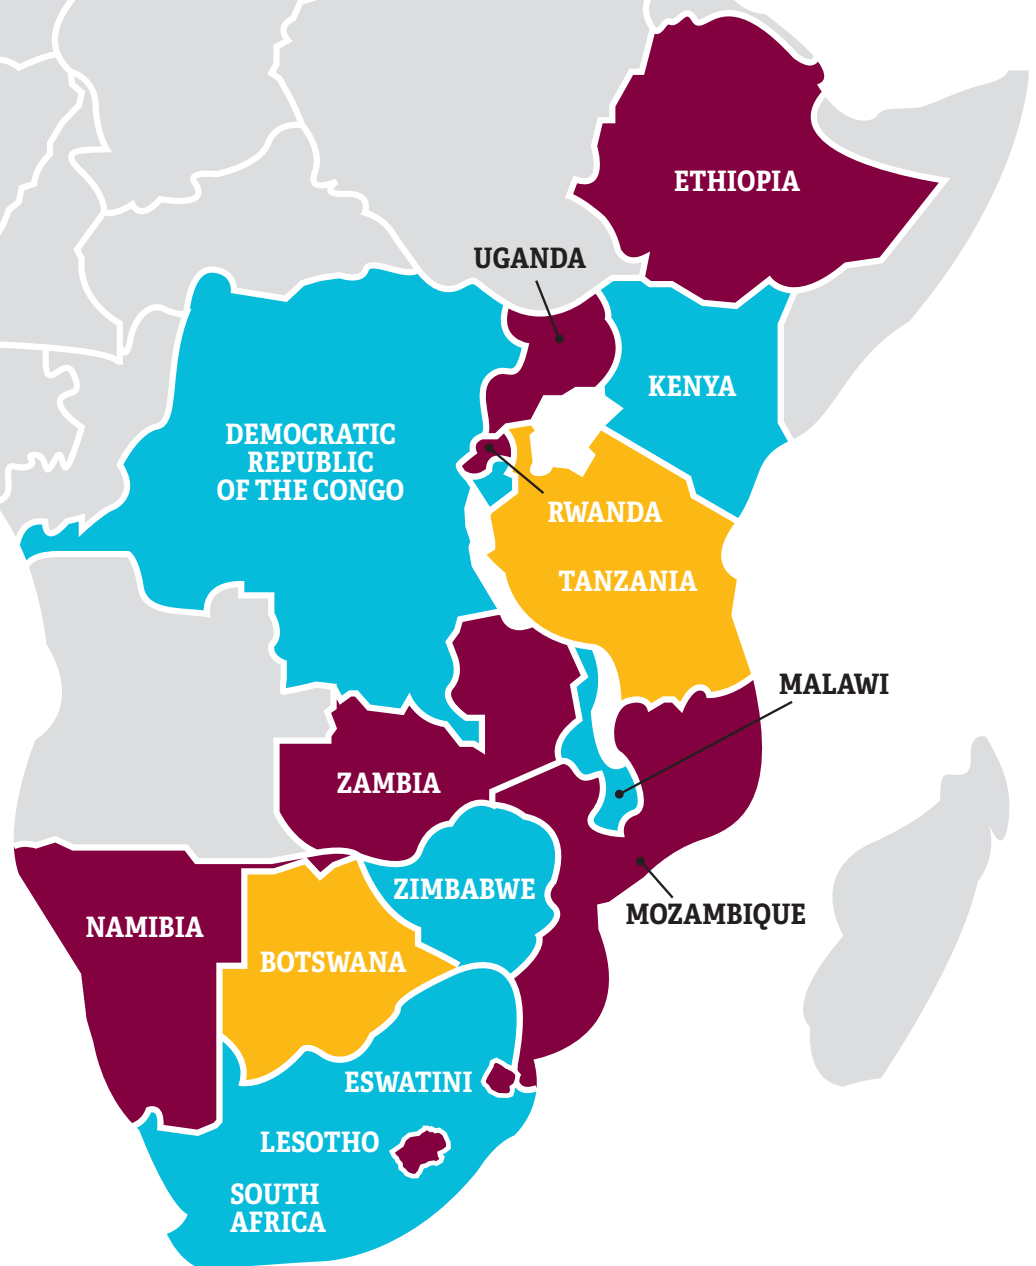 ETHIOPIA
UGANDA
KENYA
DEMOCRATIC
REPUBLIC
OF THE CONGO
RWANDA
TANZANIA
MALAWI
ZAMBIA
ZIMBABWE
MOZAMBIQUE
NAMIBIA
BOTSWANA
ESWATINI
LESOTHO
SOUTH
AFRICA